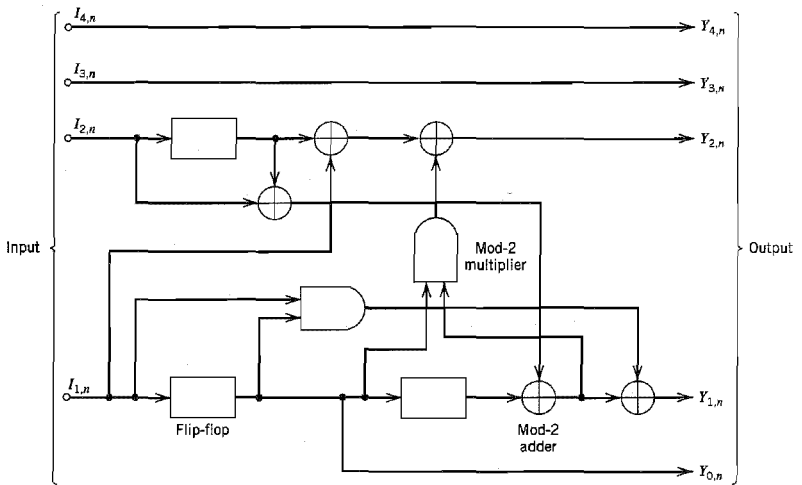 I4,n
Y4,n
I3,n
Y3,n
I2,n
Y2,n
Input
Mod-2
multiplier
Output
I1,n
Y1,n
Flip-flop
Mod-2
adder
Y0,n